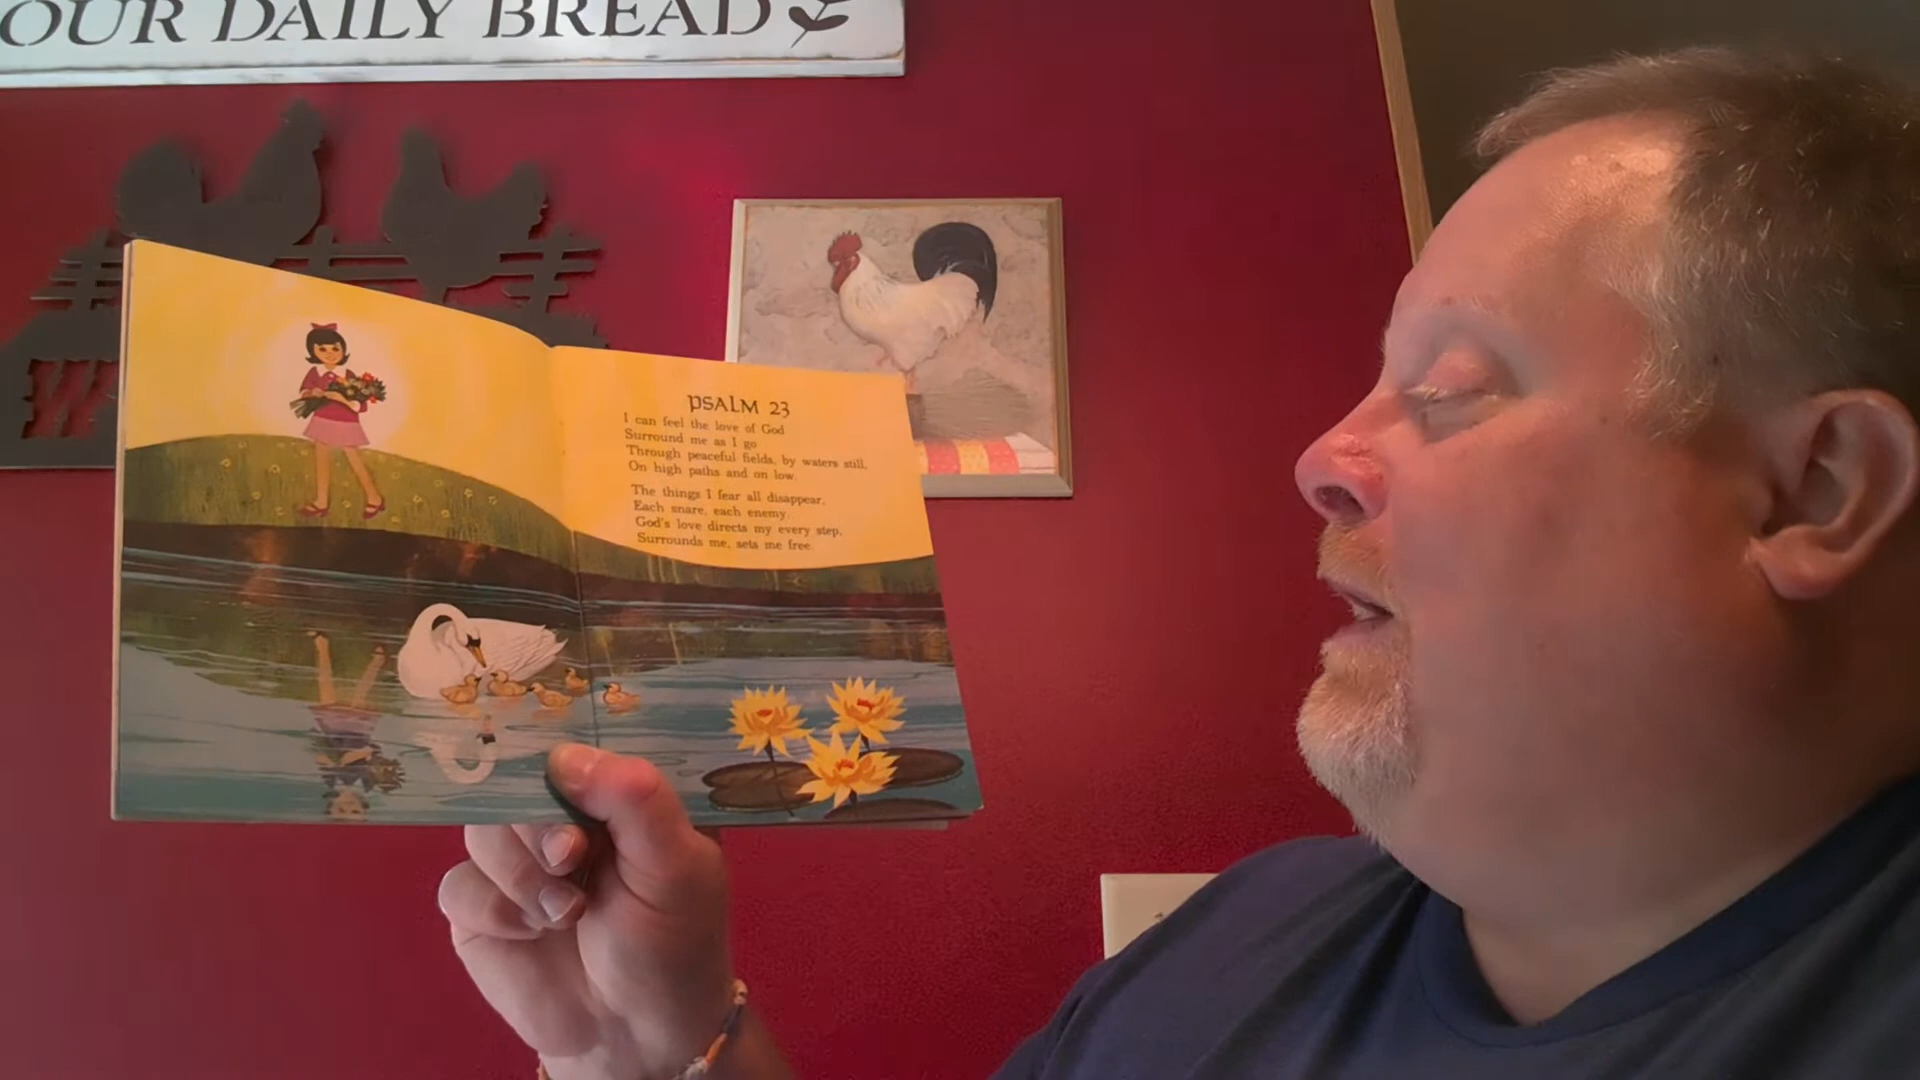 OUR DAILY BREAD
PSALM 23
I can feel the love of God
Surround me as I go
Through peaceful fields, by waters still,
On high paths and on low.
The things I fear all disappear,
Each snare, each enemy.
God's love directs my every step,
Surrounds me, sets me free.
W